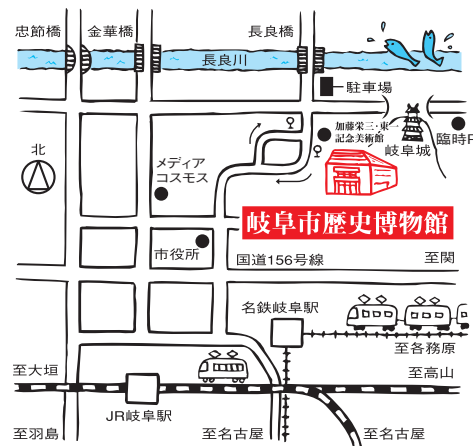 忠節橋
金華橋
長良橋
長良川
駐車場
加藤栄三・東一
記念美術館
岐阜城
臨時P
北
メディア
コスモス
岐阜市歴史博物館
市役所
国道156号線
至関
名鉄岐阜駅
至各務原
至大垣
至高山
JR岐阜駅
至羽島
至名古屋
至名古屋